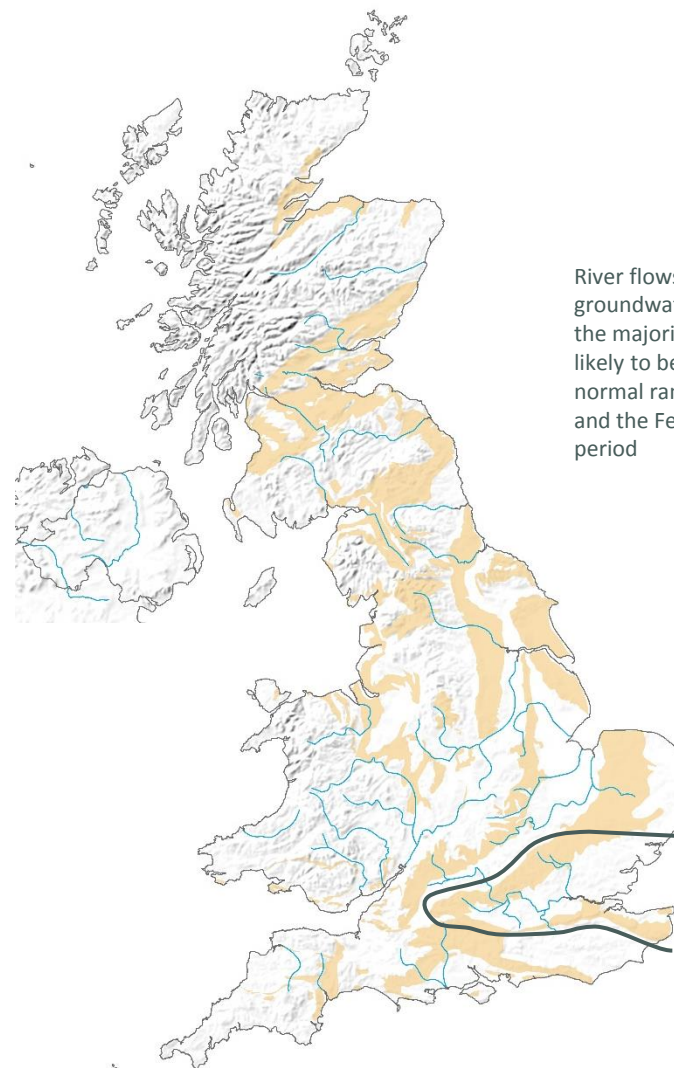 River flows
groundwat
the majori
likely to be
normal ran
and the Fe
period